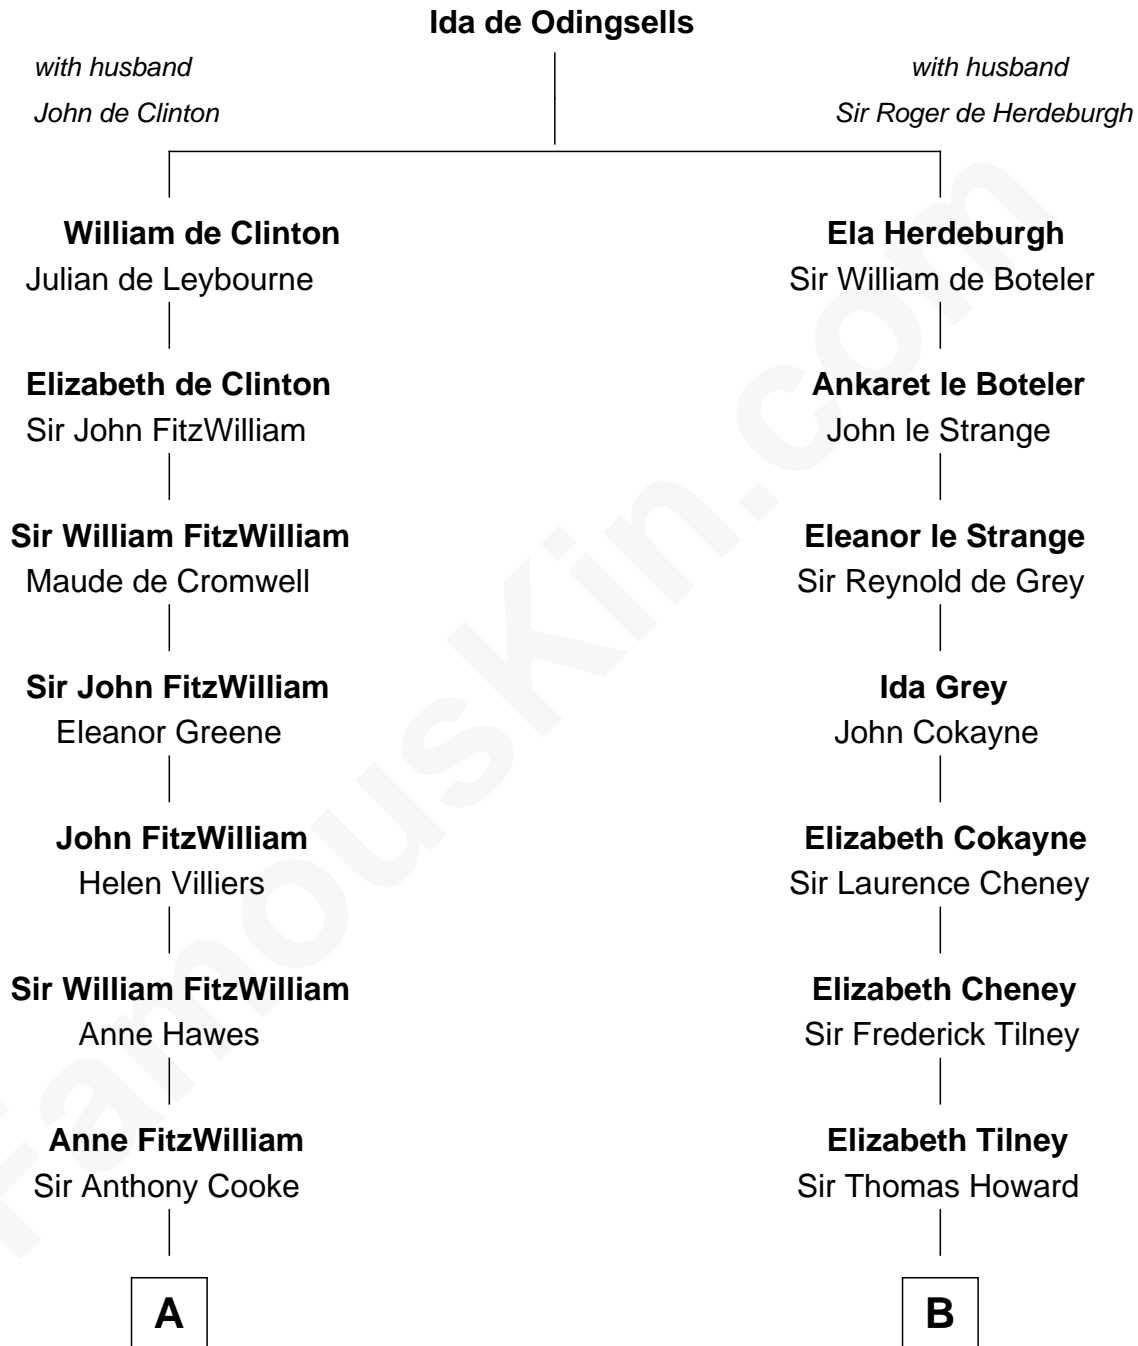 Ida de Odingsells
with husband
John de Clinton
with husband
Sir Roger de Herdeburgh
William de Clinton
Julian de Leybourne
Ela Herdeburgh
Sir William de Boteler
Elizabeth de Clinton
Sir John FitzWilliam
Ankaret le Boteler
John le Strange
Sir William FitzWilliam
Maude de Cromwell
Eleanor le Strange
Sir Reynold de Grey
Sir John FitzWilliam
Eleanor Greene
Ida Grey
John Cokayne
John FitzWilliam
Helen Villiers
Elizabeth Cokayne
Sir Laurence Cheney
Sir William FitzWilliam
Anne Hawes
Elizabeth Cheney
Sir Frederick Tilney
Anne FitzWilliam
Sir Anthony Cooke
Elizabeth Tilney
Sir Thomas Howard
A
B
FamousKin.com